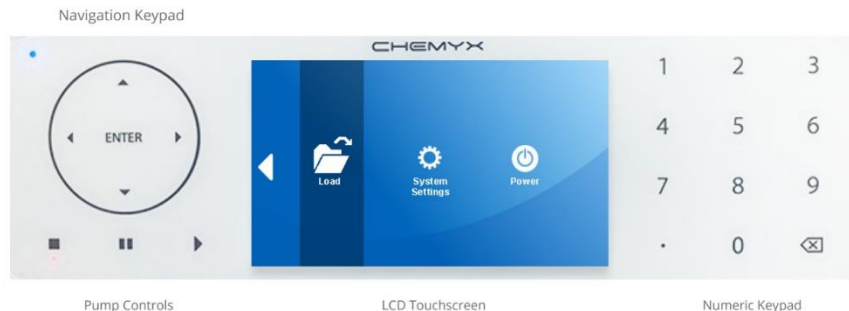 Navigation Keypad
CHEMYX
ENTER
Load
System
Settings
Power
1 2 3
4 5 6
7 8 9
. 0
Pump Controls
LCD Touchscreen
Numeric Keypad